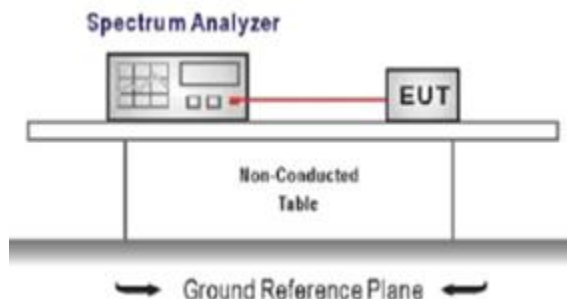 Spectrum Analyzer
EUT
Non-Conducted
Table
Ground Reference Plane